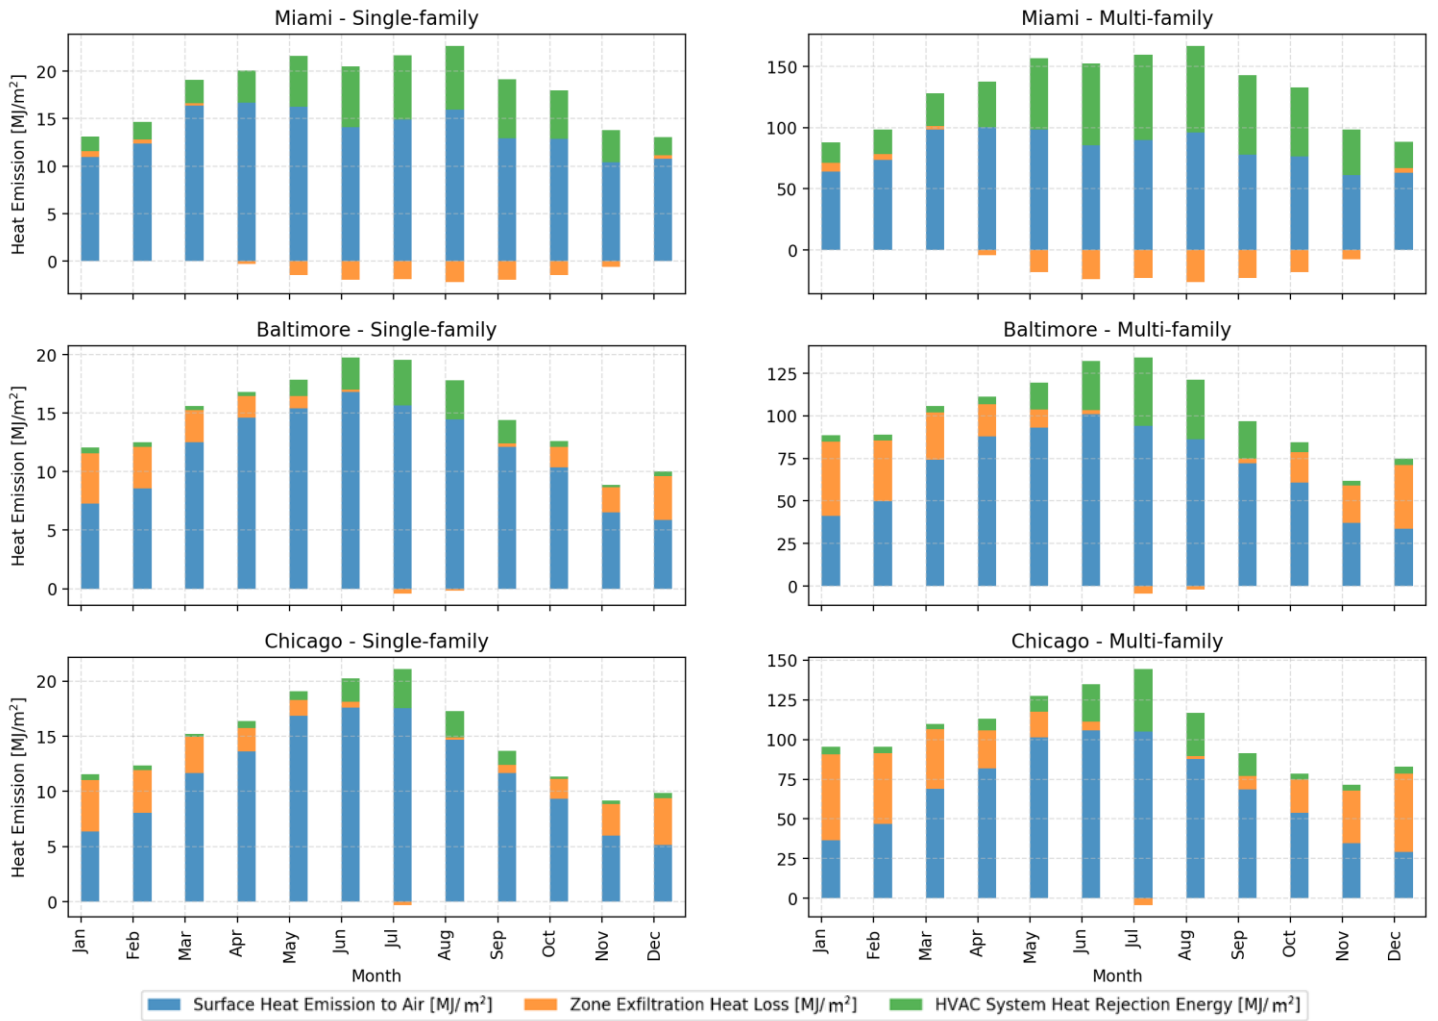 Miami - Single-family
Heat Emission [MJ/m²]
20
15
10
5
0
Miami - Multi-family
150
100
50
0
Baltimore - Single-family
Heat Emission [MJ/m²]
20
15
10
5
0
Baltimore - Multi-family
125
100
75
50
25
0
Chicago - Single-family
Heat Emission [MJ/m²]
20
15
10
5
0
Jan Feb Mar Apr May Jun Jul Aug Sep Oct Nov Dec
Month
Chicago - Multi-family
150
125
100
75
50
25
0
Jan Feb Mar Apr May Jun Jul Aug Sep Oct Nov Dec
Month
Surface Heat Emission to Air [MJ/m²] Zone Exfiltration Heat Loss [MJ/m²] HVAC System Heat Rejection Energy [MJ/m²]